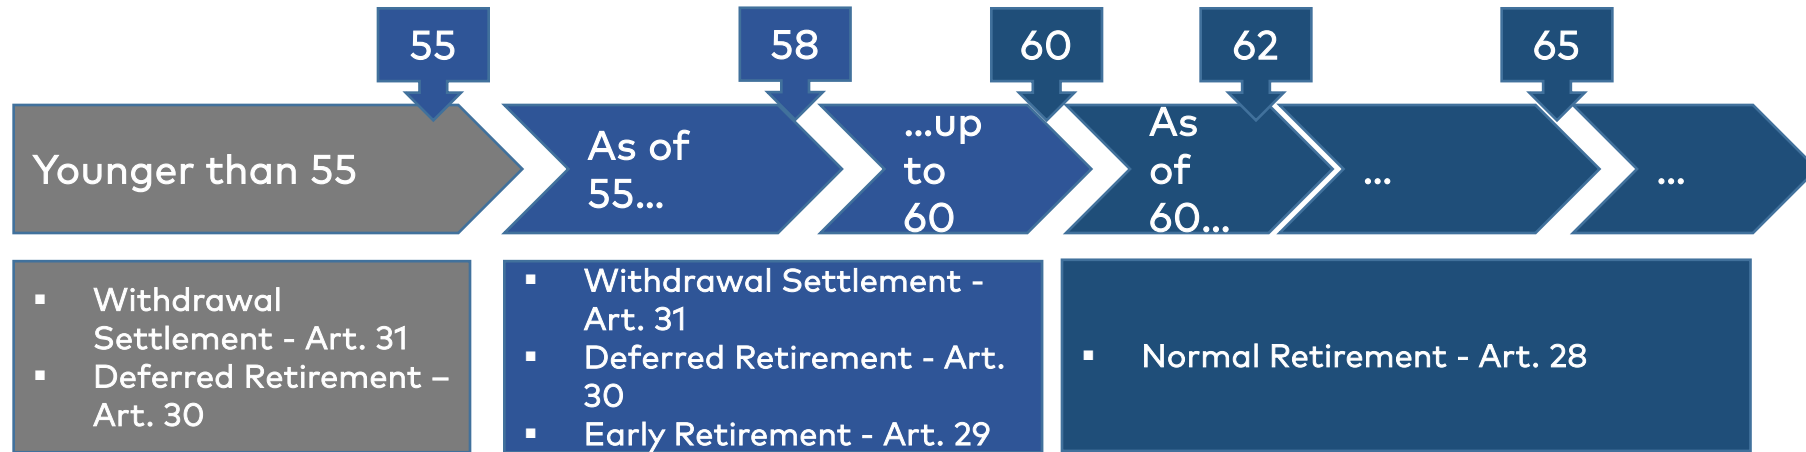 55
58
60
62
65
Younger than 55
As of
55...
...up
to
60
As
of
60...
...
...
▪ Withdrawal
Settlement - Art. 31
▪ Deferred Retirement –
Art. 30
▪ Withdrawal Settlement -
Art. 31
▪ Deferred Retirement - Art.
30
▪ Early Retirement - Art. 29
▪ Normal Retirement - Art. 28